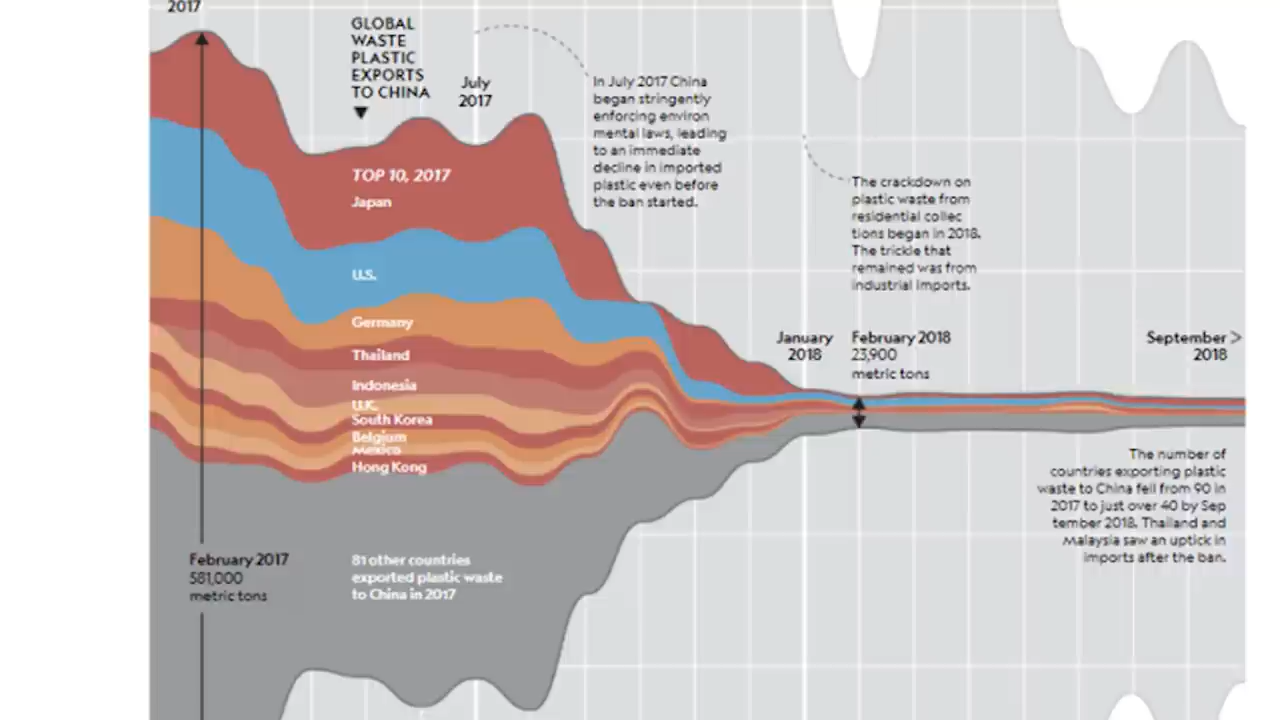 2017
GLOBAL
WASTE
PLASTIC
EXPORTS
TO CHINA
July
2017
In July 2017 China
began stringently
enforcing environ
mental laws, leading
to an immediate
decline in imported
plastic even before
the ban started.
TOP 10, 2017
Japan
U.S.
Germany
Thailand
Indonesia
U.K.
South Korea
Belgium
Mexico
Hong Kong
The crackdown on
plastic waste from
residential collec
tions began in 2018.
The trickle that
remained was from
industrial imports.
January
2018
February 2018
23,900
metric tons
September >
2018
The number of
countries exporting plastic
waste to China fell from 90 in
2017 to just over 40 by Sep
tember 2018. Thailand and
Malaysia saw an uptick in
imports after the ban.
February 2017
581,000
metric tons
81 other countries
exported plastic waste
to China in 2017